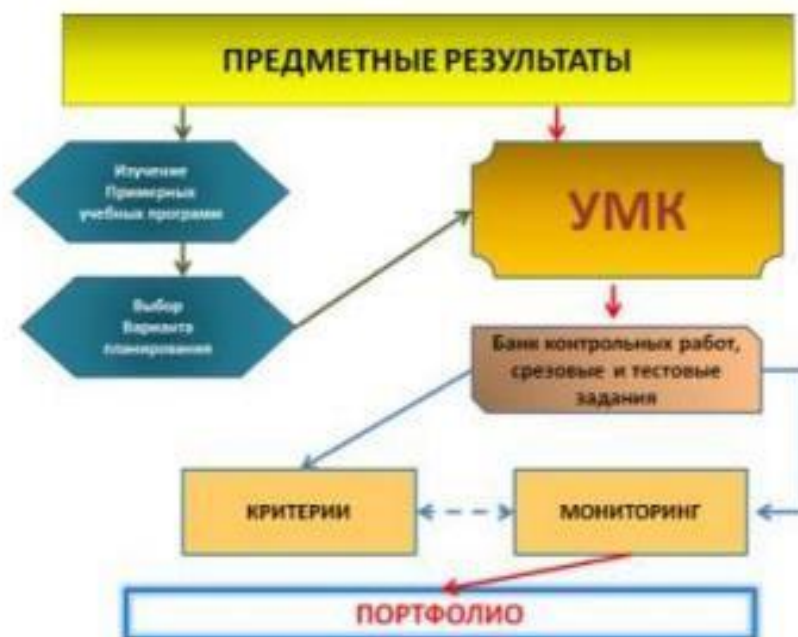 ПРЕДМЕТНЫЕ РЕЗУЛЬТАТЫ
Изучение
Примерных
учебных программ
УМК
Выбор
Варианта
планирования
Банк контрольных работ,
срезовые и тестовые
задания
КРИТЕРИИ
МОНИТОРИНГ
ПОРТФОЛИО